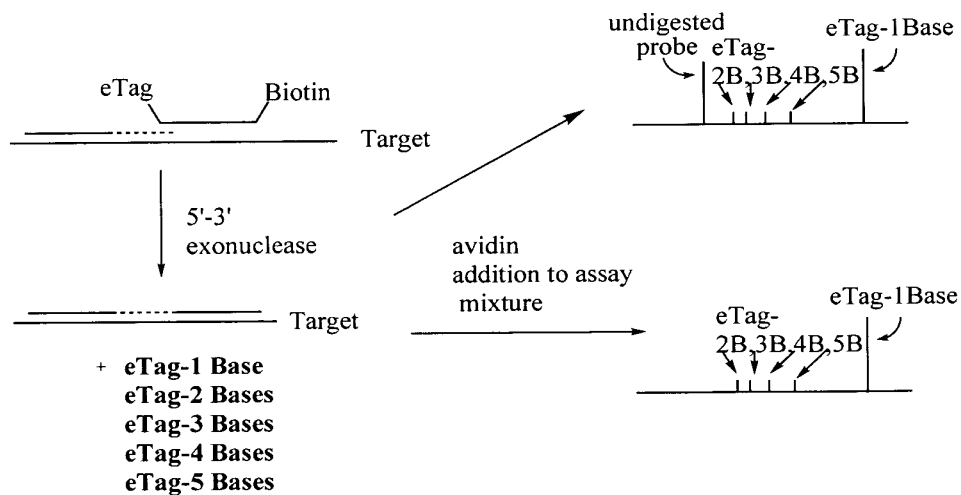 eTag
Biotin
Target
5'-3'
exonuclease
Target
+ eTag-1 Base
eTag-2 Bases
eTag-3 Bases
eTag-4 Bases
eTag-5 Bases
undigested
probe
eTag-
2B,3B,4B,5B
eTag-1Base
avidin
addition to assay
mixture
eTag-
2B,3B,4B,5B
eTag-1Base